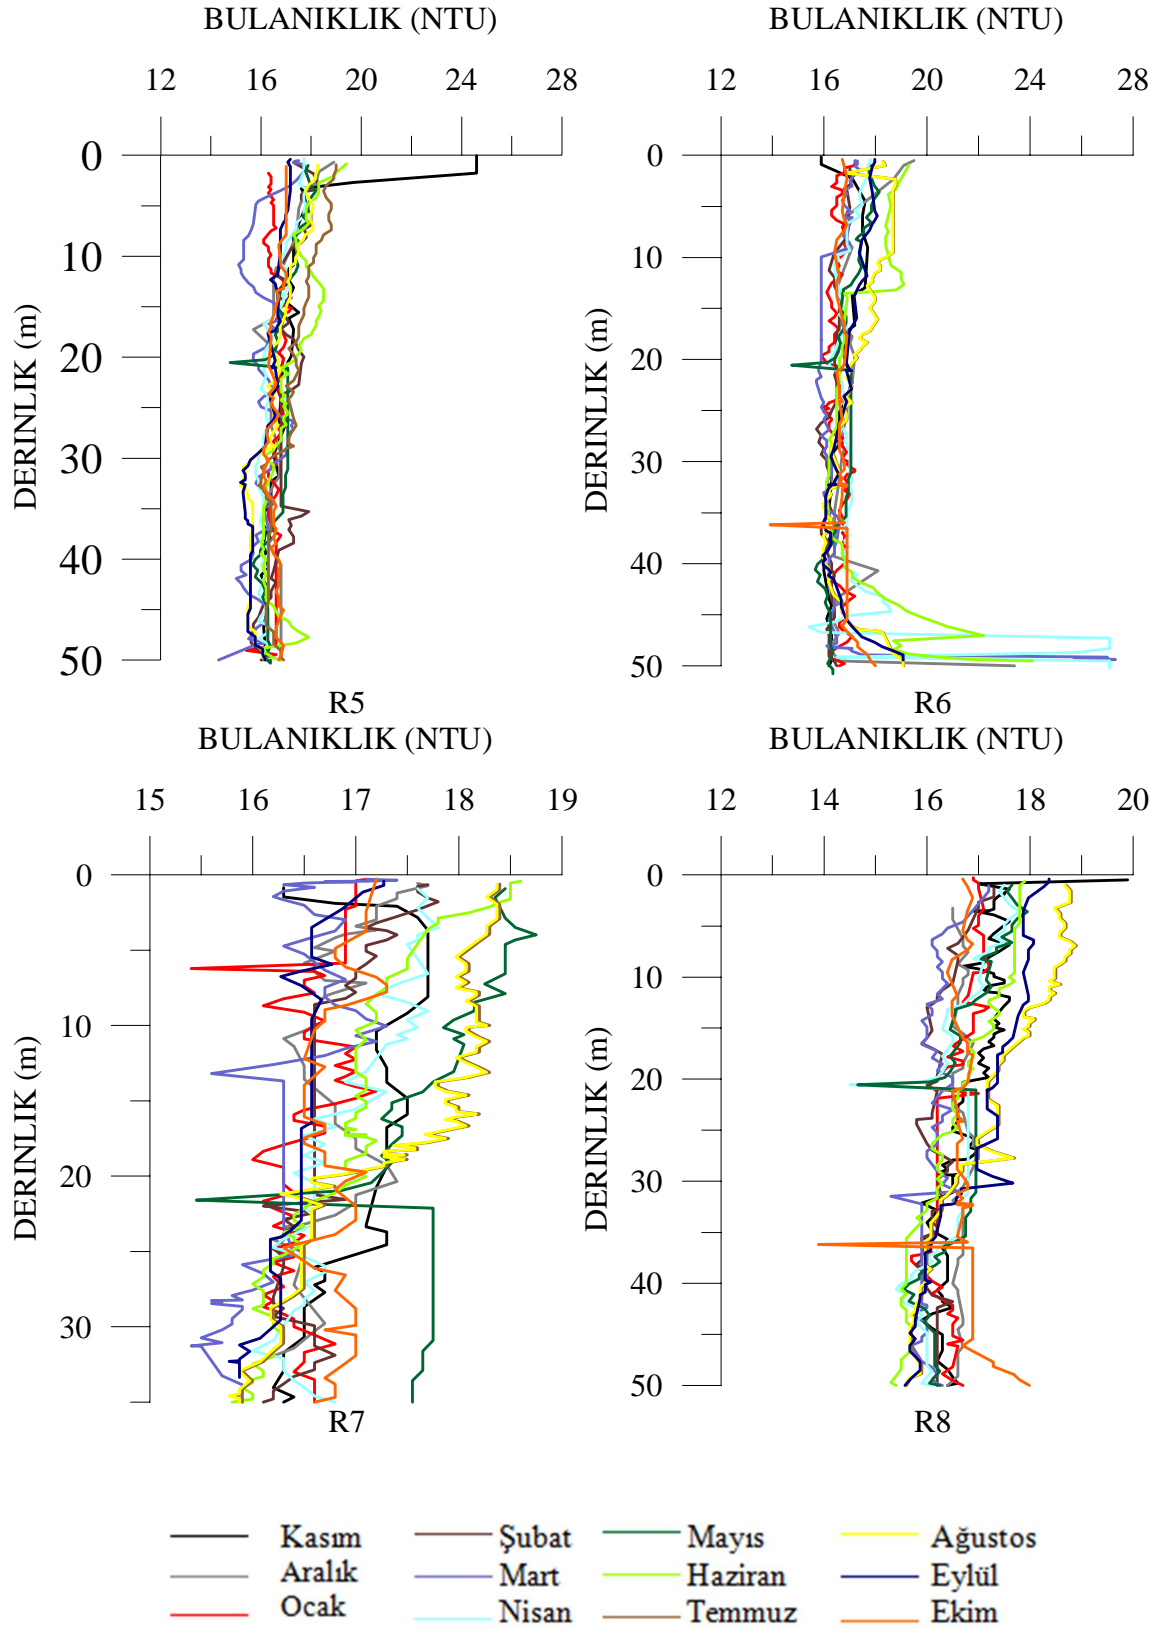 BULANIKLIK (NTU)
12 16 20 24 28
0
10
20
30
40
50
DERINLIK (m)
R5
BULANIKLIK (NTU)
12 16 20 24 28
0
10
20
30
40
50
DERINLIK (m)
R6
BULANIKLIK (NTU)
15 16 17 18 19
0
10
20
30
DERINLIK (m)
R7
BULANIKLIK (NTU)
12 14 16 18 20
0
10
20
30
40
50
DERINLIK (m)
R8
Kasım
Aralık
Ocak
Şubat
Mart
Nisan
Mayıs
Haziran
Temmuz
Ağustos
Eylül
Ekim